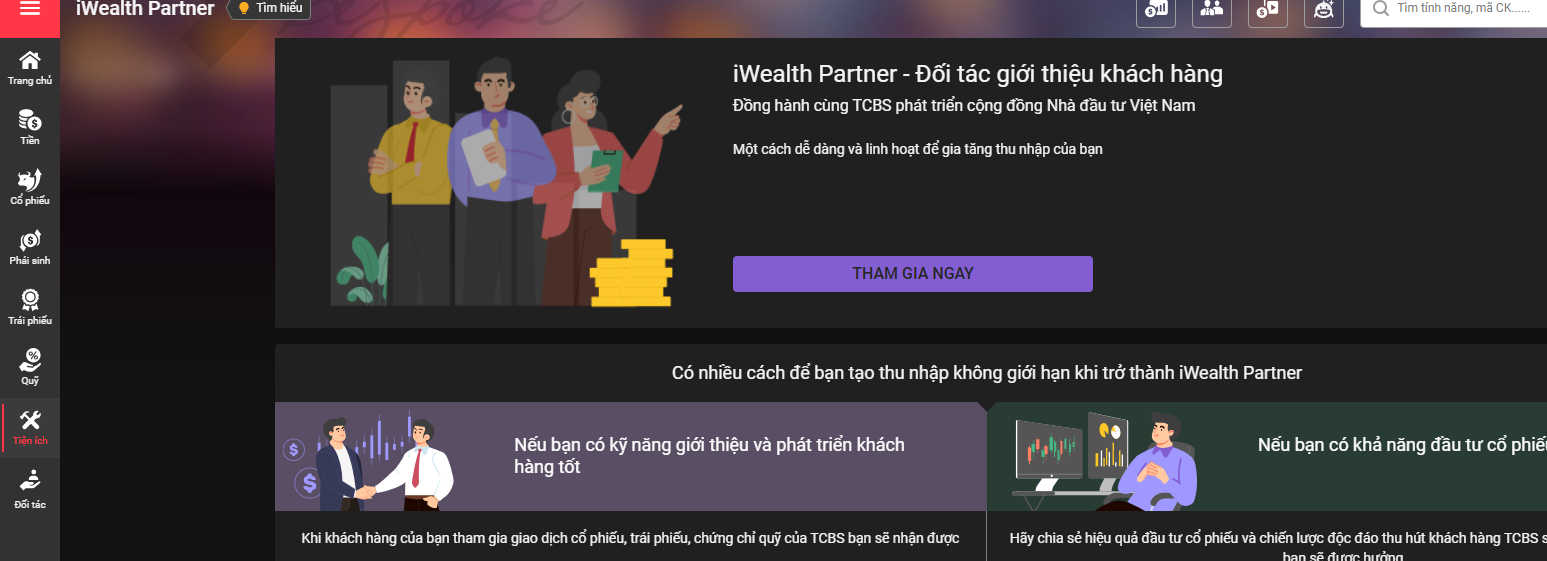 iWealth Partner
Tìm hiểu
Tìm tính năng, mã CK......
Trang chủ
Tiền
Cổ phiếu
Phái sinh
Trái phiếu
Quỹ
Tiện ích
Đối tác
iWealth Partner - Đối tác giới thiệu khách hàng
Đồng hành cùng TCBS phát triển cộng đồng Nhà đầu tư Việt Nam
Một cách dễ dàng và linh hoạt để gia tăng thu nhập của bạn
THAM GIA NGAY
Có nhiều cách để bạn tạo thu nhập không giới hạn khi trở thành iWealth Partner
Nếu bạn có kỹ năng giới thiệu và phát triển khách
hàng tốt
Khi khách hàng của bạn tham gia giao dịch cổ phiếu, trái phiếu, chứng chỉ quỹ của TCBS bạn sẽ nhận được
Nếu bạn có khả năng đầu tư cổ phiế
Hãy chia sẻ hiệu quả đầu tư cổ phiếu và chiến lược độc đáo thu hút khách hàng TCBS s
bạn sẽ được hưởng